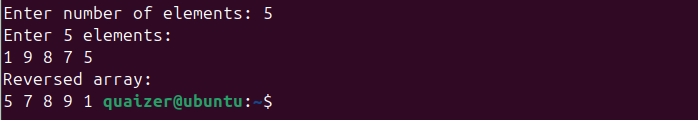 Enter number of elements: 5
Enter 5 elements:
1 9 8 7 5
Reversed array:
5 7 8 9 1 quaizer@ubuntu:~$